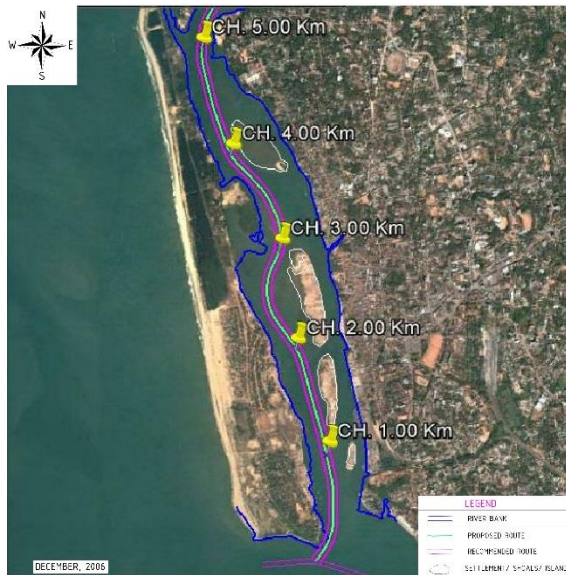 N
W E
S
CH. 5.00 Km
CH. 4.00 Km
CH. 3.00 Km
CH. 2.00 Km
CH. 1.00 Km
LEGEND
RIVER BANK
PROPOSED ROUTE
RECOMMENDED ROUTE
SETTLEMENT/ SHOALS/ ISLAND
DECEMBER, 2006